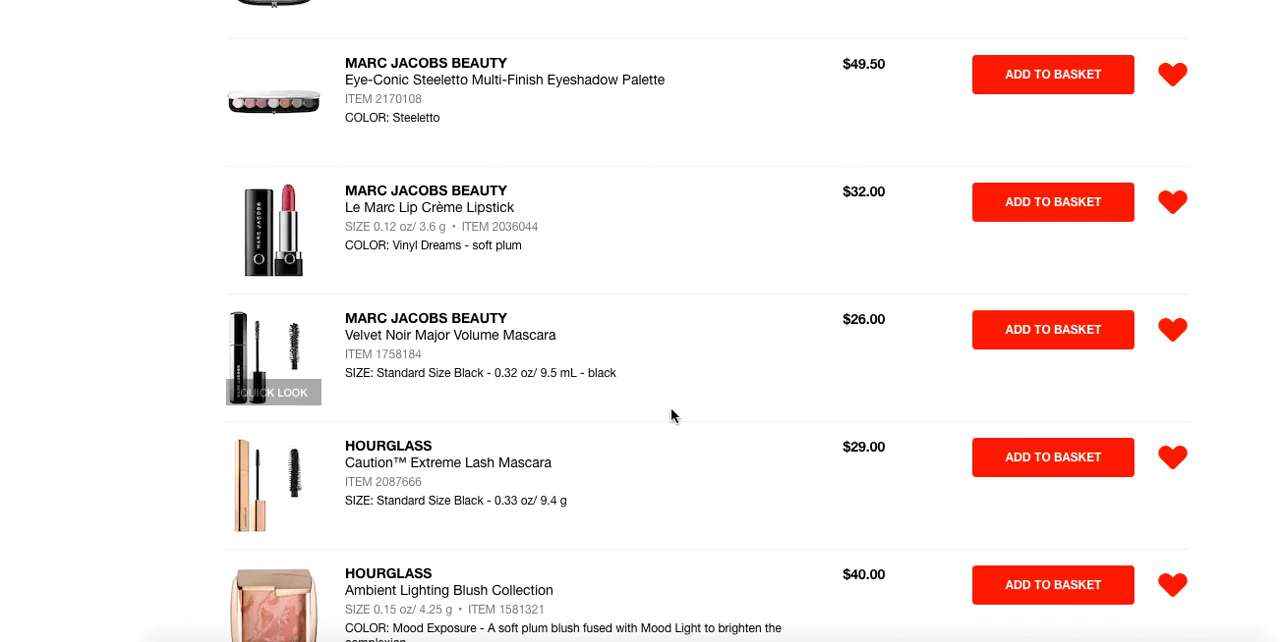 MARC JACOBS BEAUTY
Eye-Conic Steeletto Multi-Finish Eyeshadow Palette
ITEM 2170108
COLOR: Steeletto
$49.50
ADD TO BASKET
MARC JACOBS BEAUTY
Le Marc Lip Crème Lipstick
SIZE 0.12 oz/ 3.6 g • ITEM 2036044
COLOR: Vinyl Dreams - soft plum
$32.00
ADD TO BASKET
MARC JACOBS
MARC JACOBS BEAUTY
Velvet Noir Major Volume Mascara
ITEM 1758184
SIZE: Standard Size Black - 0.32 oz/ 9.5 mL - black
$26.00
ADD TO BASKET
QUICK LOOK
HOURGLASS
Caution™ Extreme Lash Mascara
ITEM 2087666
SIZE: Standard Size Black - 0.33 oz/ 9.4 g
$29.00
ADD TO BASKET
HOURGLASS
Ambient Lighting Blush Collection
SIZE 0.15 oz/ 4.25 g • ITEM 1581321
COLOR: Mood Exposure - A soft plum blush fused with Mood Light to brighten the
complexion
$40.00
ADD TO BASKET